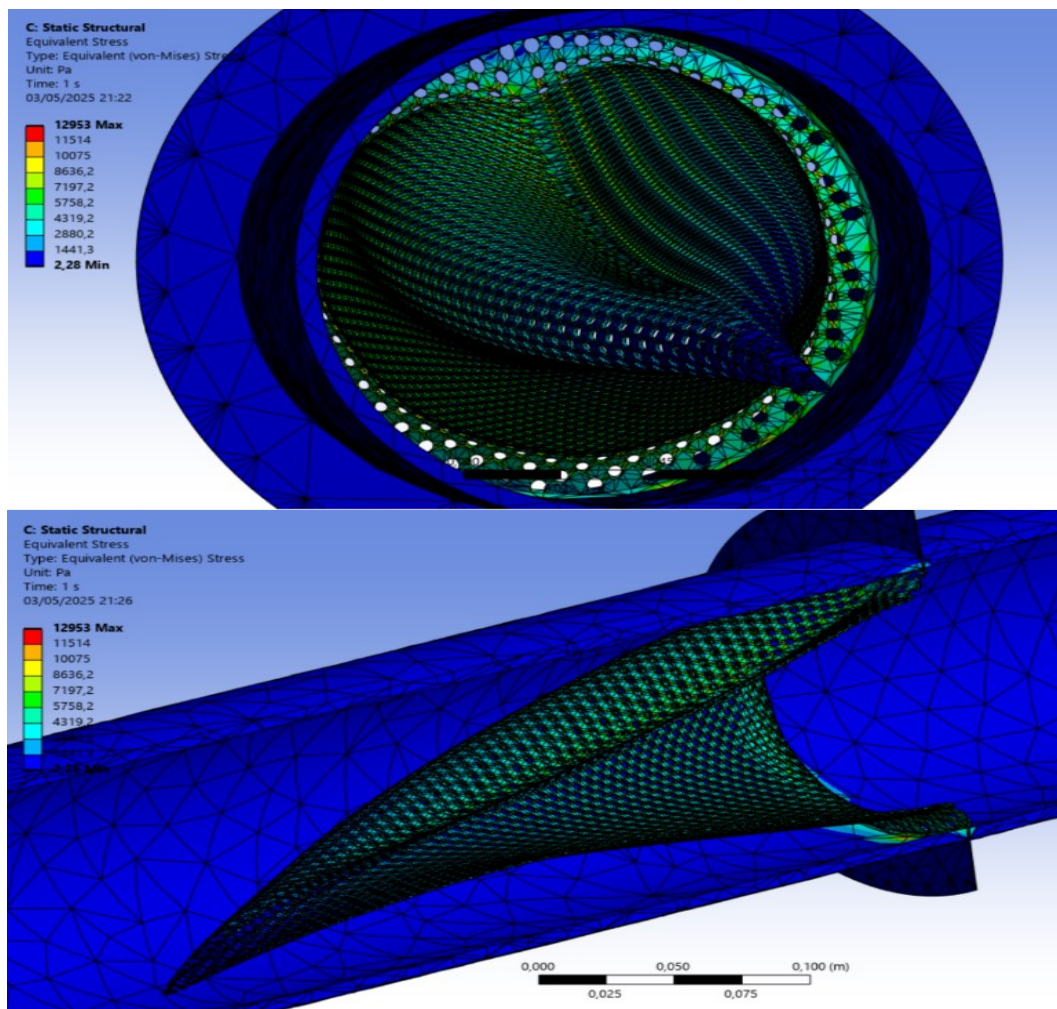 C: Static Structural
Equivalent Stress
Type: Equivalent (von-Mises) Stre
Unit: Pa
Time: 1 s
03/05/2025 21:22
12953 Max
11514
10075
8636,2
7197,2
5758,2
4319,2
2880,2
1441,3
2,28 Min
C: Static Structural
Equivalent Stress
Type: Equivalent (von-Mises) Stress
Unit: Pa
Time: 1 s
03/05/2025 21:26
12953 Max
11514
10075
8636,2
7197,2
5758,2
4319,2
0,000 0,050 0,100 (m)
0,025 0,075